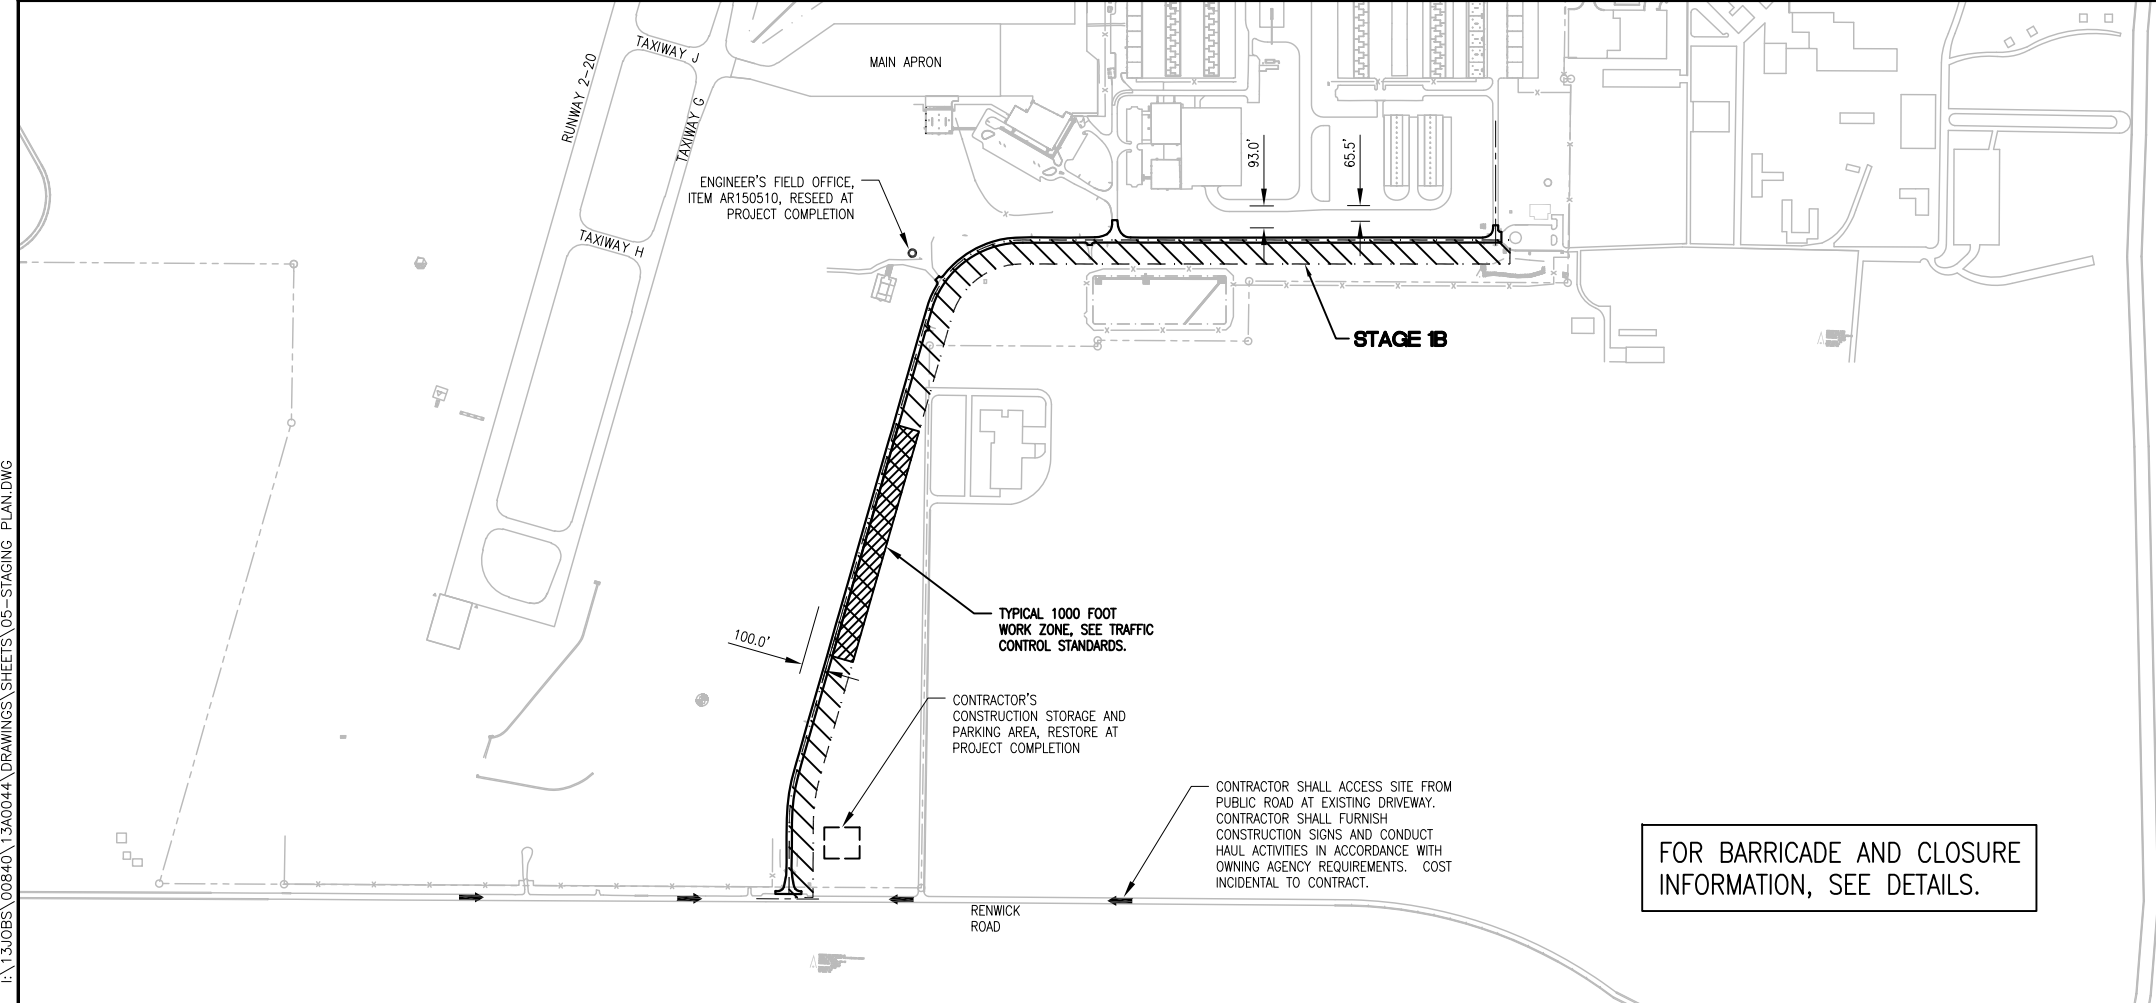 TAXIWAY J
MAIN APRON
RUNWAY 2-20
TAXIWAY G
93.0'
65.5'
ENGINEER'S FIELD OFFICE,
ITEM AR150510, RESEED AT
PROJECT COMPLETION
TAXIWAY H
STAGE 1B
TYPICAL 1000 FOOT
WORK ZONE, SEE TRAFFIC
CONTROL STANDARDS.
100.0'
CONTRACTOR'S
CONSTRUCTION STORAGE AND
PARKING AREA, RESTORE AT
PROJECT COMPLETION
CONTRACTOR SHALL ACCESS SITE FROM
PUBLIC ROAD AT EXISTING DRIVEWAY.
CONTRACTOR SHALL FURNISH
CONSTRUCTION SIGNS AND CONDUCT
HAUL ACTIVITIES IN ACCORDANCE WITH
OWNING AGENCY REQUIREMENTS. COST
INCIDENTAL TO CONTRACT.
FOR BARRICADE AND CLOSURE
INFORMATION, SEE DETAILS.
RENWICK
ROAD
I:\13JOBS\00840\13A0044\DRAWINGS\SHEETS\05-STAGING PLAN.DWG